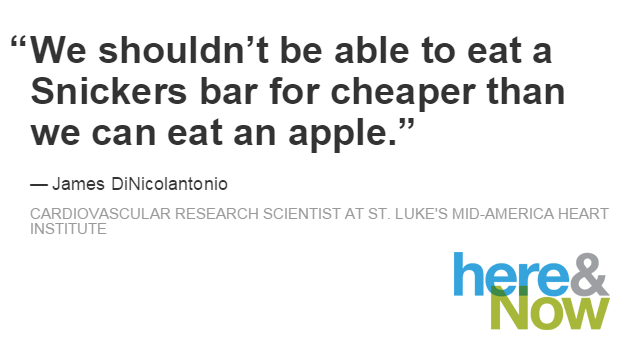 “We shouldn’t be able to eat a
Snickers bar for cheaper than
we can eat an apple.”
— James DiNicolantonio
CARDIOVASCULAR RESEARCH SCIENTIST AT ST. LUKE'S MID-AMERICA HEART
INSTITUTE
here&
Now